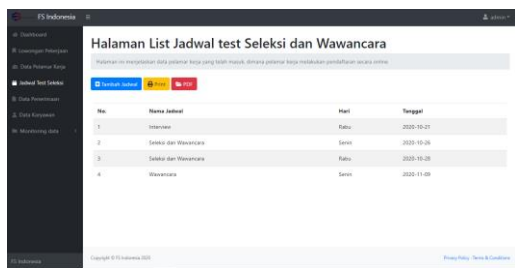 FS Indonesia
admin
Dashboard
Lowongan Pekerjaan
Data Pelamar Kerja
Jadwal Test Seleksi
Data Penerimaan
Data Karyawan
Monitoring data
Halaman List Jadwal test Seleksi dan Wawancara
Halaman ini menjelaskan data pelamar kerja yang telah masuk, dimana pelamar kerja melakukan pendaftaran secara online
Tambah Jadwal Print PDF
No. Nama Jadwal Hari Tanggal
1 Interview Rabu 2020-10-21
2 Seleksi dan Wawancara Senin 2020-10-26
3 Seleksi dan Wawancara Rabu 2020-10-28
4 Wawancara Senin 2020-11-09
FS Indonesia
Copyright © FS Indonesia 2020
Privacy Policy · Terms & Conditions